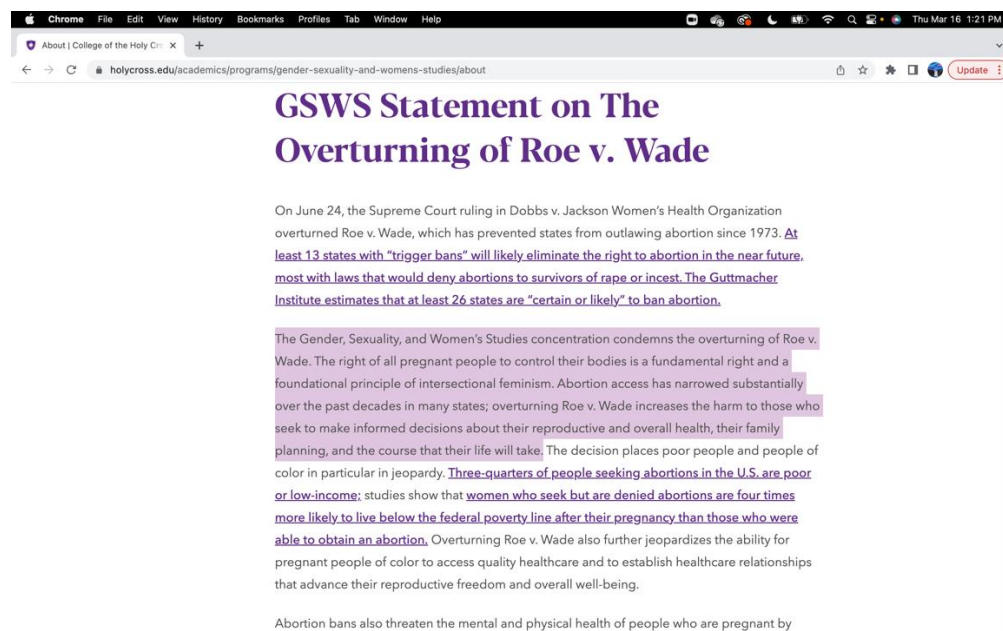 Chrome File Edit View History Bookmarks Profiles Tab Window Help Thu Mar 16 1:21 PM
About | College of the Holy Cro
holycross.edu/academics/programs/gender-sexuality-and-womens-studies/about Update
GSWS Statement on The
Overturning of Roe v. Wade
On June 24, the Supreme Court ruling in Dobbs v. Jackson Women's Health Organization
overturned Roe v. Wade, which has prevented states from outlawing abortion since 1973. At
least 13 states with "trigger bans" will likely eliminate the right to abortion in the near future,
most with laws that would deny abortions to survivors of rape or incest. The Guttmacher
Institute estimates that at least 26 states are "certain or likely" to ban abortion.
The Gender, Sexuality, and Women's Studies concentration condemns the overturning of Roe v.
Wade. The right of all pregnant people to control their bodies is a fundamental right and a
foundational principle of intersectional feminism. Abortion access has narrowed substantially
over the past decades in many states; overturning Roe v. Wade increases the harm to those who
seek to make informed decisions about their reproductive and overall health, their family
planning, and the course that their life will take. The decision places poor people and people of
color in particular in jeopardy. Three-quarters of people seeking abortions in the U.S. are poor
or low-income; studies show that women who seek but are denied abortions are four times
more likely to live below the federal poverty line after their pregnancy than those who were
able to obtain an abortion. Overturning Roe v. Wade also further jeopardizes the ability for
pregnant people of color to access quality healthcare and to establish healthcare relationships
that advance their reproductive freedom and overall well-being.
Abortion bans also threaten the mental and physical health of people who are pregnant by